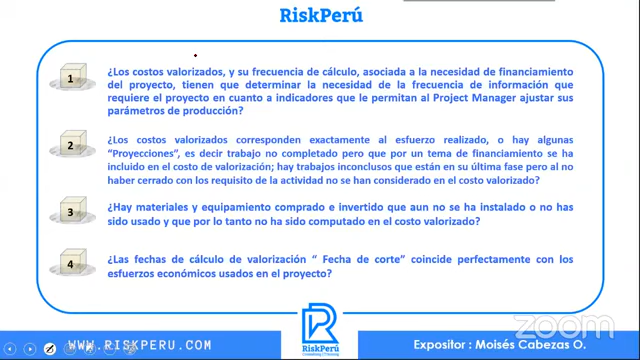 RiskPerú
1
¿Los costos valorizados, y su frecuencia de cálculo, asociada a la necesidad de financiamiento
del proyecto, tienen que determinar la necesidad de la frecuencia de información que
requiere el proyecto en cuanto a indicadores que le permitan al Project Manager ajustar sus
parámetros de producción?
2
¿Los costos valorizados corresponden exactamente al esfuerzo realizado, o hay algunas
“Proyecciones”, es decir trabajo no completado pero que por un tema de financiamiento se ha
incluido en el costo de valorización; hay trabajos inconclusos que están en su última fase pero al no
haber cerrado con los requisito de la actividad no se han considerado en el costo valorizado?
3
¿Hay materiales y equipamiento comprado e invertido que aun no se ha instalado o no has
sido usado y que por lo tanto no ha sido computado en el costo valorizado?
4
¿Las fechas de cálculo de valorización “ Fecha de corte” coincide perfectamente con los
esfuerzos económicos usados en el proyecto?
zoom
WWW.RISKPERU.COM
RiskPerú
Consulting | Training
Expositor : Moisés Cabezas O.